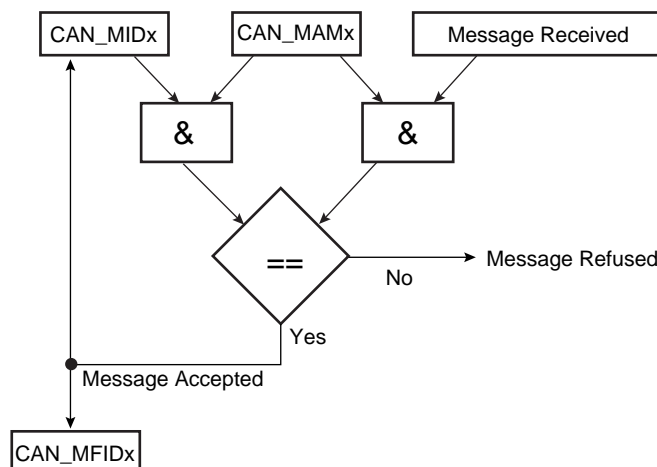 CAN_MIDx
CAN_MAMx
Message Received
&
&
==
No
Message Refused
Yes
Message Accepted
CAN_MFIDx